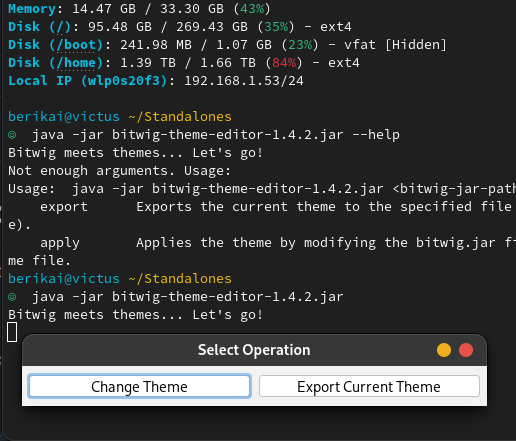 Memory: 14.47 GB / 33.30 GB (43%)
Disk (/): 95.48 GB / 269.43 GB (35%) - ext4
Disk (/boot): 241.98 MB / 1.07 GB (23%) - vfat [Hidden]
Disk (/home): 1.39 TB / 1.66 TB (84%) - ext4
Local IP (wlp0s20f3): 192.168.1.53/24
berikai@victus ~/Standalones
java -jar bitwig-theme-editor-1.4.2.jar --help
Bitwig meets themes... Let's go!
Not enough arguments. Usage:
Usage:  java -jar bitwig-theme-editor-1.4.2.jar <bitwig-jar-path
export      Exports the current theme to the specified file
e).
apply       Applies the theme by modifying the bitwig.jar fi
me file.
berikai@victus ~/Standalones
java -jar bitwig-theme-editor-1.4.2.jar
Bitwig meets themes... Let's go!
Select Operation
Change Theme
Export Current Theme